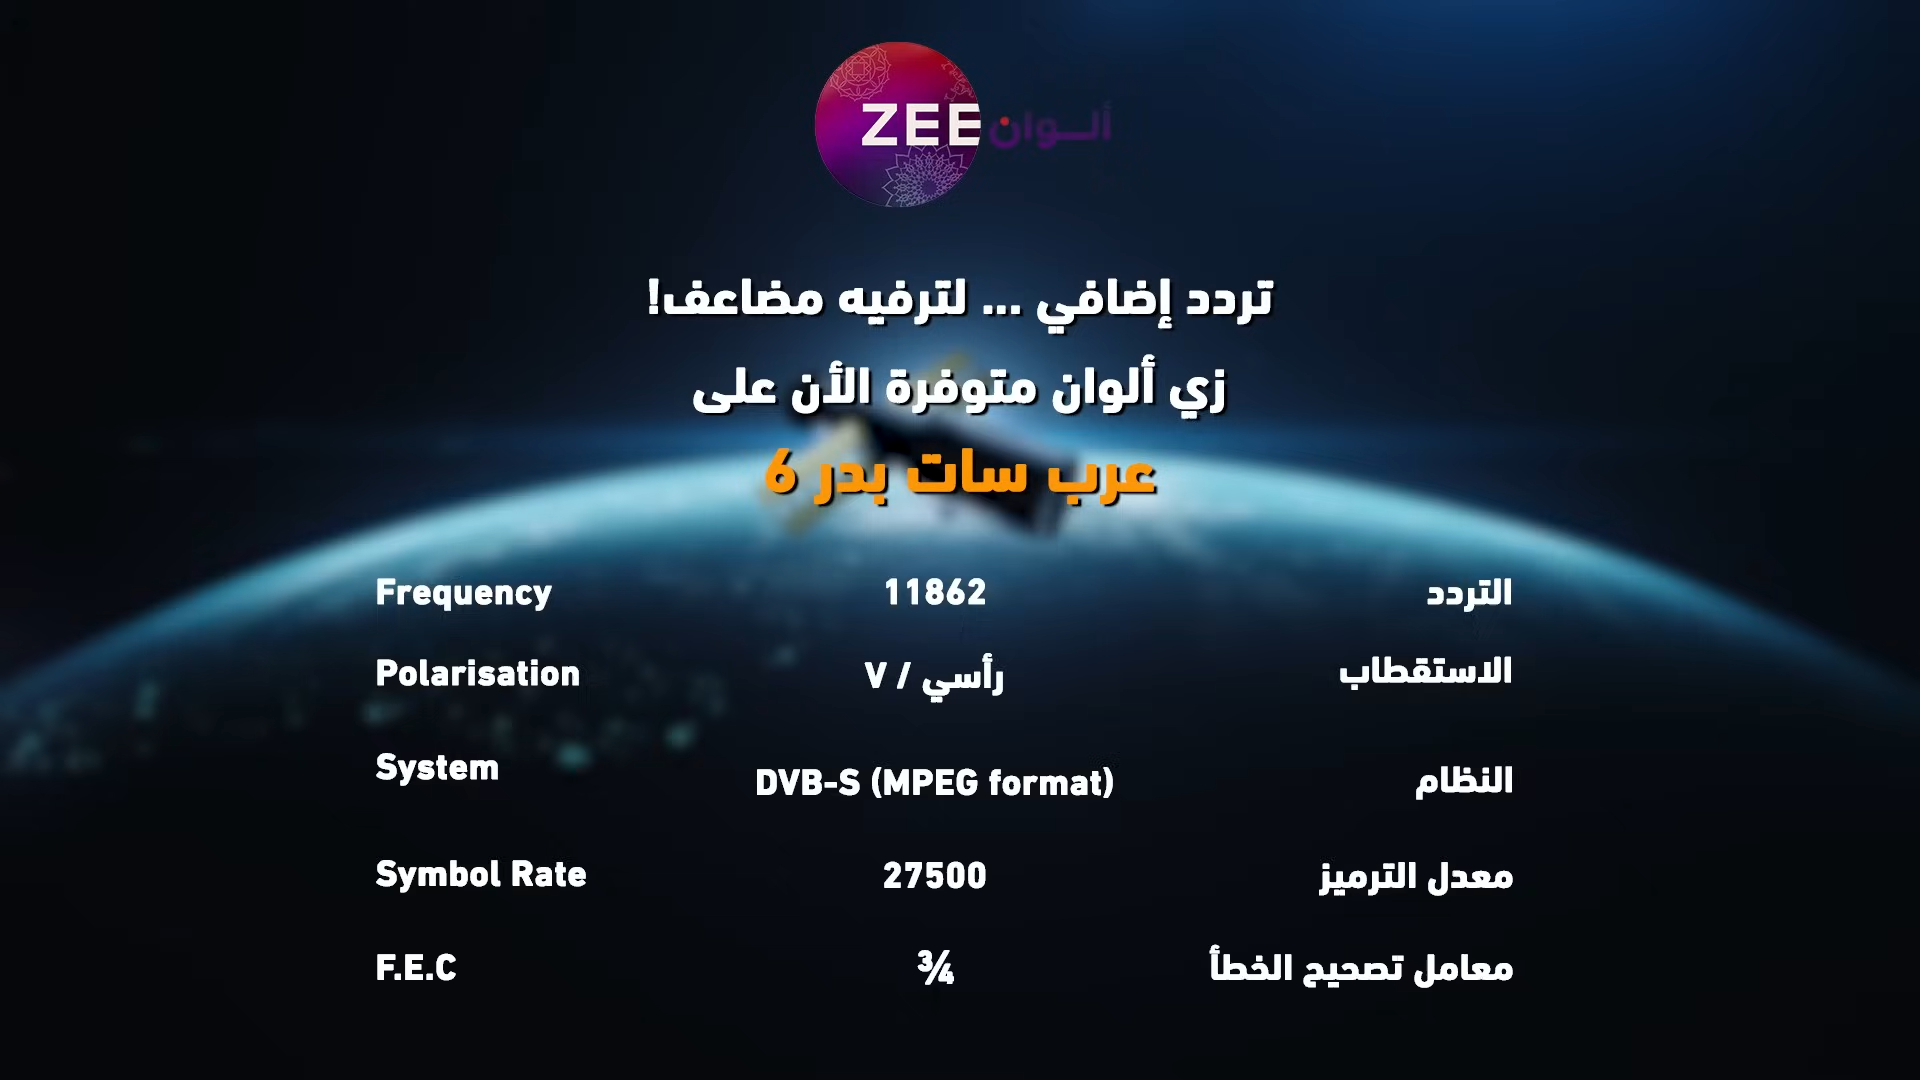 ZEE ألوان
تردد إضافي ... لترفيه مضاعف!
زي ألوان متوفرة الأن على
عرب سات بدر 6
Frequency 11862 التردد
Polarisation رأسي / V الاستقطاب
System DVB-S (MPEG format) النظام
Symbol Rate 27500 معدل الترميز
F.E.C ¾ معامل تصحيح الخطأ